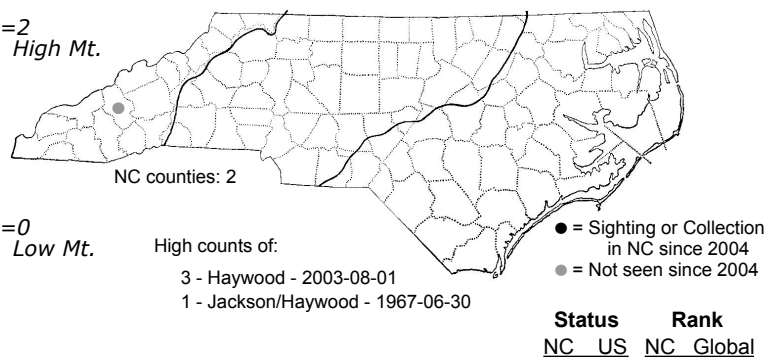 =2
High Mt.
NC counties: 2
=0
Low Mt.
High counts of:
3 - Haywood - 2003-08-01
1 - Jackson/Haywood - 1967-06-30
● = Sighting or Collection
in NC since 2004
● = Not seen since 2004
Status Rank
NC US NC Global